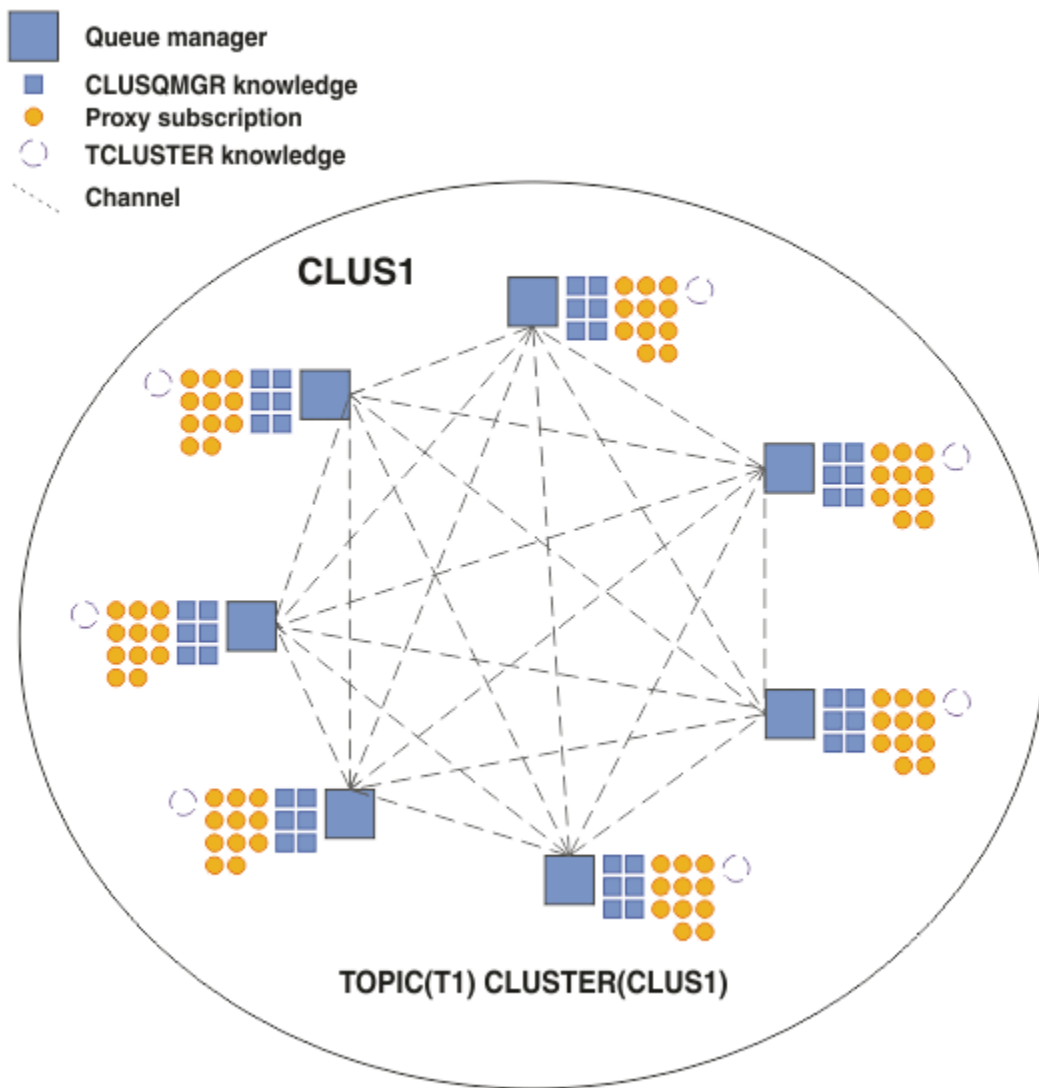 Queue manager
CLUSQMGR knowledge
Proxy subscription
TCLUSTER knowledge
Channel
CLUS1
TOPIC(T1) CLUSTER(CLUS1)